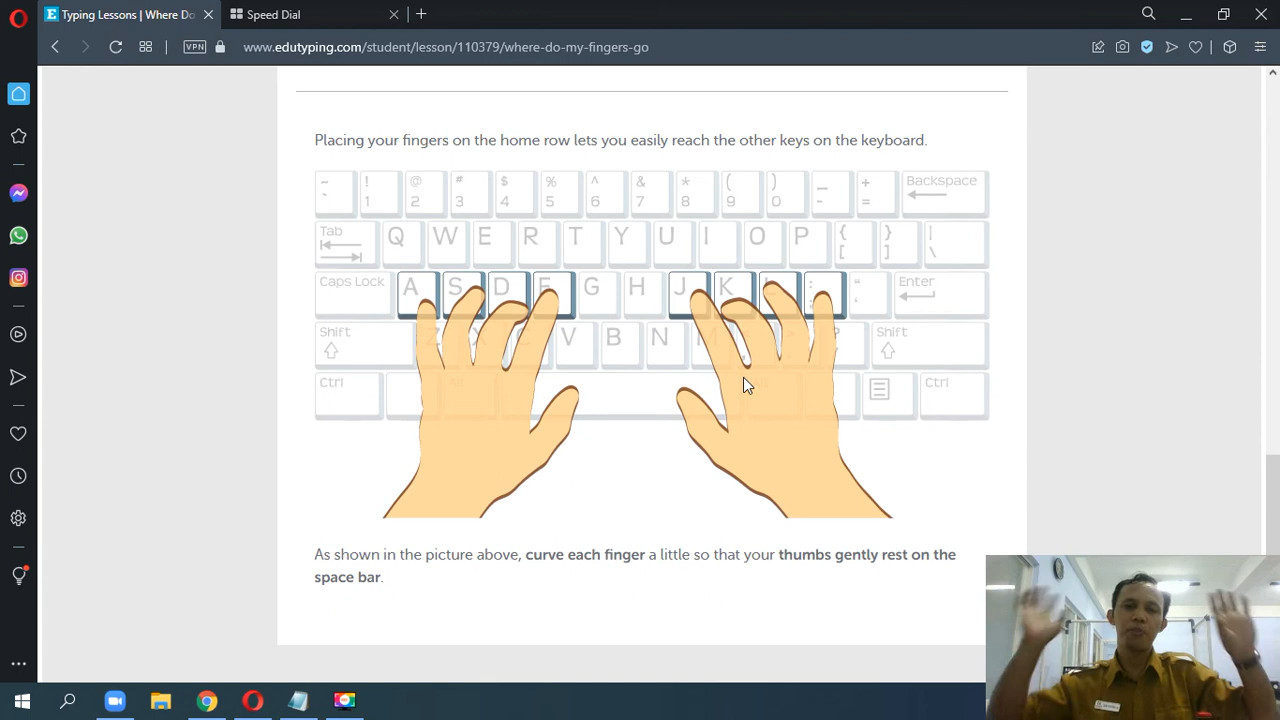 Typing Lessons | Where Do
Speed Dial
VPN
www.edutyping.com/student/lesson/110379/where-do-my-fingers-go
Placing your fingers on the home row lets you easily reach the other keys on the keyboard.
~ ! @ # $ % ^ & * ( ) _ + Backspace
` 1 2 3 4 5 6 7 8 9 0 - =
Tab Q W E R T Y U I O P { } |
[ ] \
Caps Lock A S D F G H J K L : “ Enter
Shift Z X C V B N M Shift
Ctrl Alt Ctrl
As shown in the picture above, curve each finger a little so that your thumbs gently rest on the
space bar.